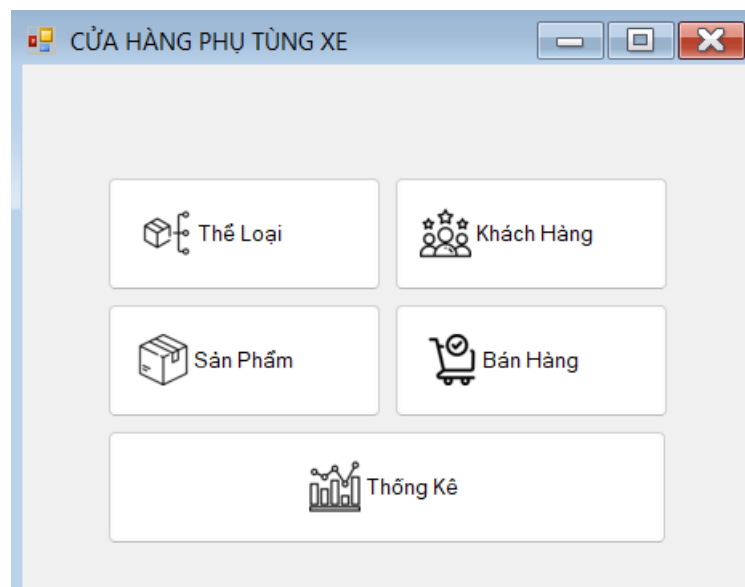 CỬA HÀNG PHỤ TÙNG XE
Thể Loại
Khách Hàng
Sản Phẩm
Bán Hàng
Thống Kê